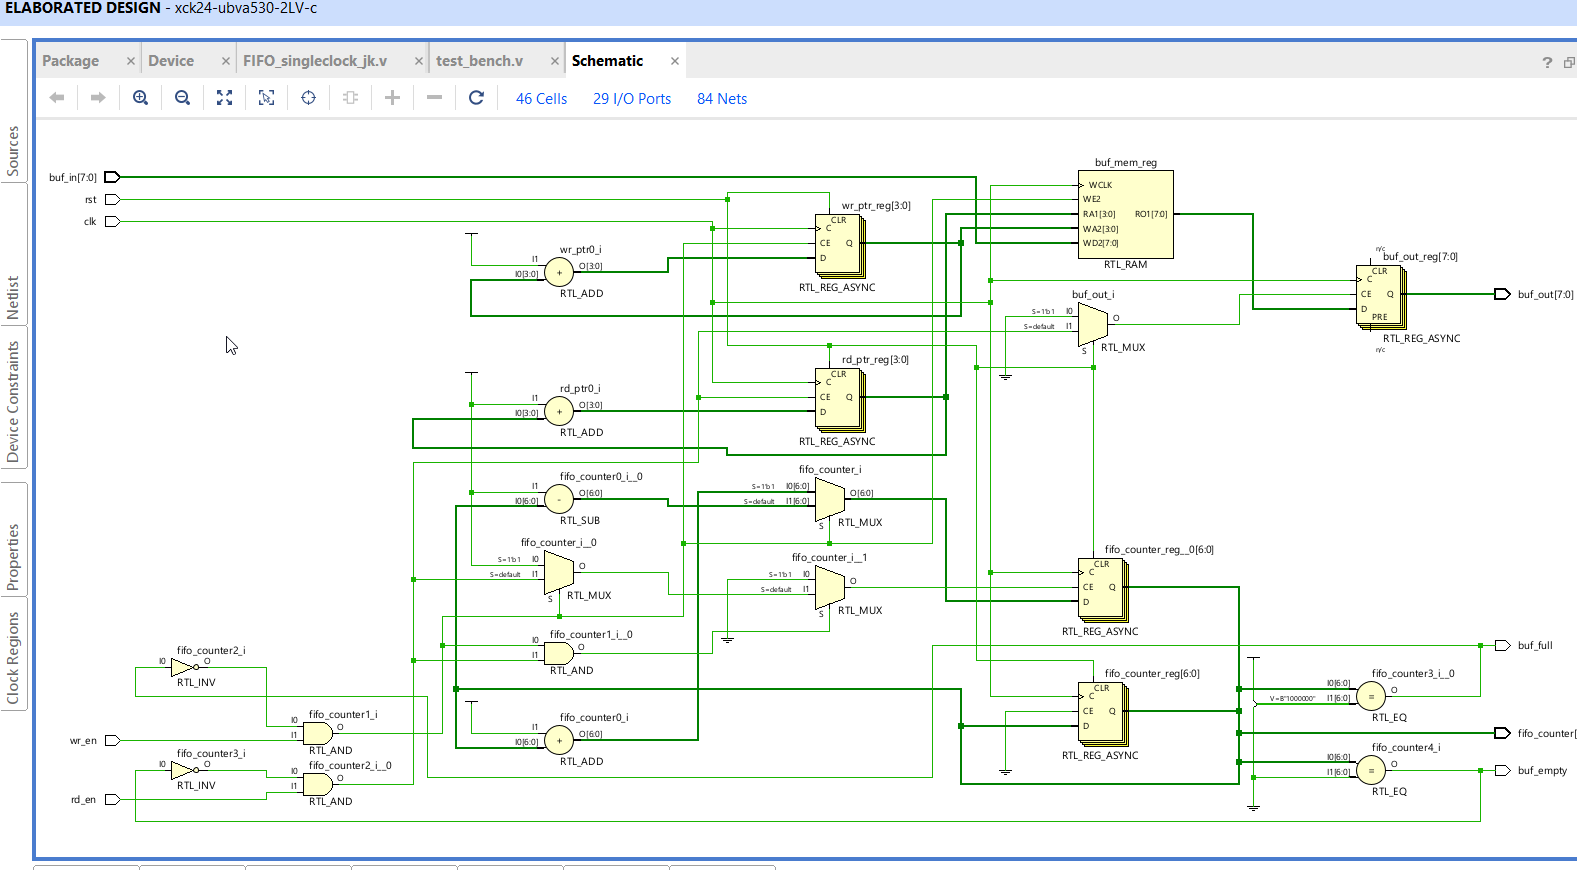 ELABORATED DESIGN - xck24-ubva530-2LV-c
Package
Device
FIFO_singleclock_jk.v
test_bench.v
Schematic
46 Cells
29 I/O Ports
84 Nets
Sources
Netlist
Device Constraints
Properties
Clock Regions
buf_in[7:0]
rst
clk
wr_ptr0_i
I1
I0[3:0]
+
O[3:0]
RTL_ADD
wr_ptr_reg[3:0]
CLR
C
CE
Q
D
RTL_REG_ASYNC
buf_mem_reg
WCLK
WE2
RA1[3:0]
RO1[7:0]
WA2[3:0]
WD2[7:0]
RTL_RAM
n/c
buf_out_reg[7:0]
CLR
C
CE
Q
D
PRE
RTL_REG_ASYNC
n/c
buf_out[7:0]
buf_out_i
S=1'b1
I0
S=default
I1
O
S
RTL_MUX
rd_ptr0_i
I1
I0[3:0]
+
O[3:0]
RTL_ADD
rd_ptr_reg[3:0]
CLR
C
CE
Q
D
RTL_REG_ASYNC
fifo_counter0_i__0
I1
I0[6:0]
-
O[6:0]
RTL_SUB
fifo_counter_i
S=1'b1
I0[6:0]
S=default
I1[6:0]
O[6:0]
S
RTL_MUX
fifo_counter_i__0
S=1'b1
I0
S=default
I1
O
S
RTL_MUX
fifo_counter_i__1
S=1'b1
I0
S=default
I1
O
S
RTL_MUX
fifo_counter_reg__0[6:0]
CLR
C
CE
Q
D
RTL_REG_ASYNC
fifo_counter1_i__0
I0
I1
O
RTL_AND
fifo_counter2_i
I0
O
RTL_INV
fifo_counter1_i
I0
I1
O
RTL_AND
wr_en
fifo_counter3_i
I0
O
RTL_INV
fifo_counter2_i__0
I0
I1
O
RTL_AND
rd_en
fifo_counter0_i
I1
I0[6:0]
+
O[6:0]
RTL_ADD
fifo_counter_reg[6:0]
CLR
C
CE
Q
D
RTL_REG_ASYNC
buf_full
fifo_counter3_i__0
I0[6:0]
V=B"1000000"
I1[6:0]
=
O
RTL_EQ
fifo_counter[
fifo_counter4_i
I0[6:0]
I1[6:0]
=
O
RTL_EQ
buf_empty